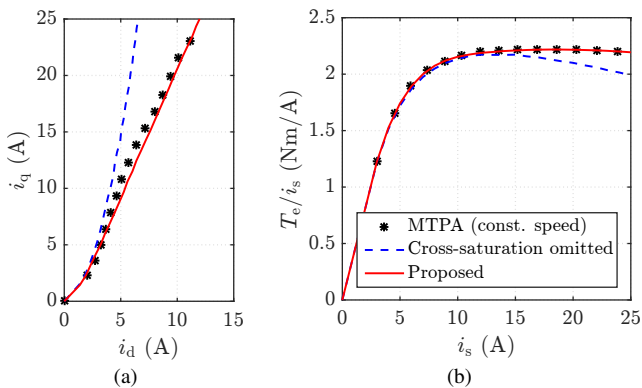 25
20
15
10
5
0
i_q (A)
0 5 10 15
i_d (A)
(a)
2.5
2
1.5
1
0.5
0
T_e/i_s (Nm/A)
MTPA (const. speed)
Cross-saturation omitted
Proposed
0 5 10 15 20 25
i_s (A)
(b)